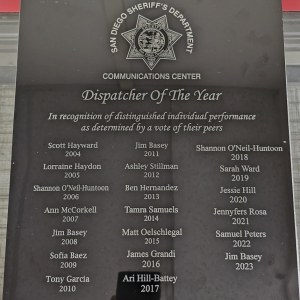 SAN DIEGO SHERIFF'S DEPARTMENT
COMMUNICATIONS CENTER
Dispatcher Of The Year
In recognition of distinguished individual performance
as determined by a vote of their peers
Scott Hayward
2004
Lorraine Haydon
2005
Shannon O'Neil-Huntoon
2006
Ann McCorkell
2007
Jim Basey
2008
Sofia Baez
2009
Tony Garcia
2010
Jim Basey
2011
Ashley Stillman
2012
Ben Hernandez
2013
Tamra Samuels
2014
Matt Oelschlegal
2015
James Grandi
2016
Ari Hill-Battey
2017
Shannon O'Neil-Huntoon
2018
Sarah Ward
2019
Jessie Hill
2020
Jennyfers Rosa
2021
Samuel Peters
2022
Jim Basey
2023